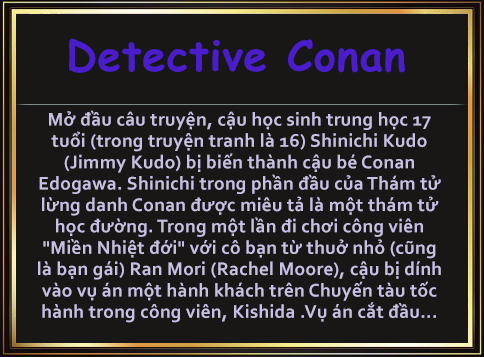 Detective Conan
Mở đầu câu truyện, cậu học sinh trung học 17
tuổi (trong truyện tranh là 16) Shinichi Kudo
(Jimmy Kudo) bị biến thành cậu bé Conan
Edogawa. Shinichi trong phần đầu của Thám tử
lừng danh Conan được miêu tả là một thám tử
học đường. Trong một lần đi chơi công viên
"Miền Nhiệt đới" với cô bạn từ thuở nhỏ (cũng
là bạn gái) Ran Mori (Rachel Moore), cậu bị dính
vào vụ án một hành khách trên Chuyến tàu tốc
hành trong công viên, Kishida .Vụ án cắt đầu...